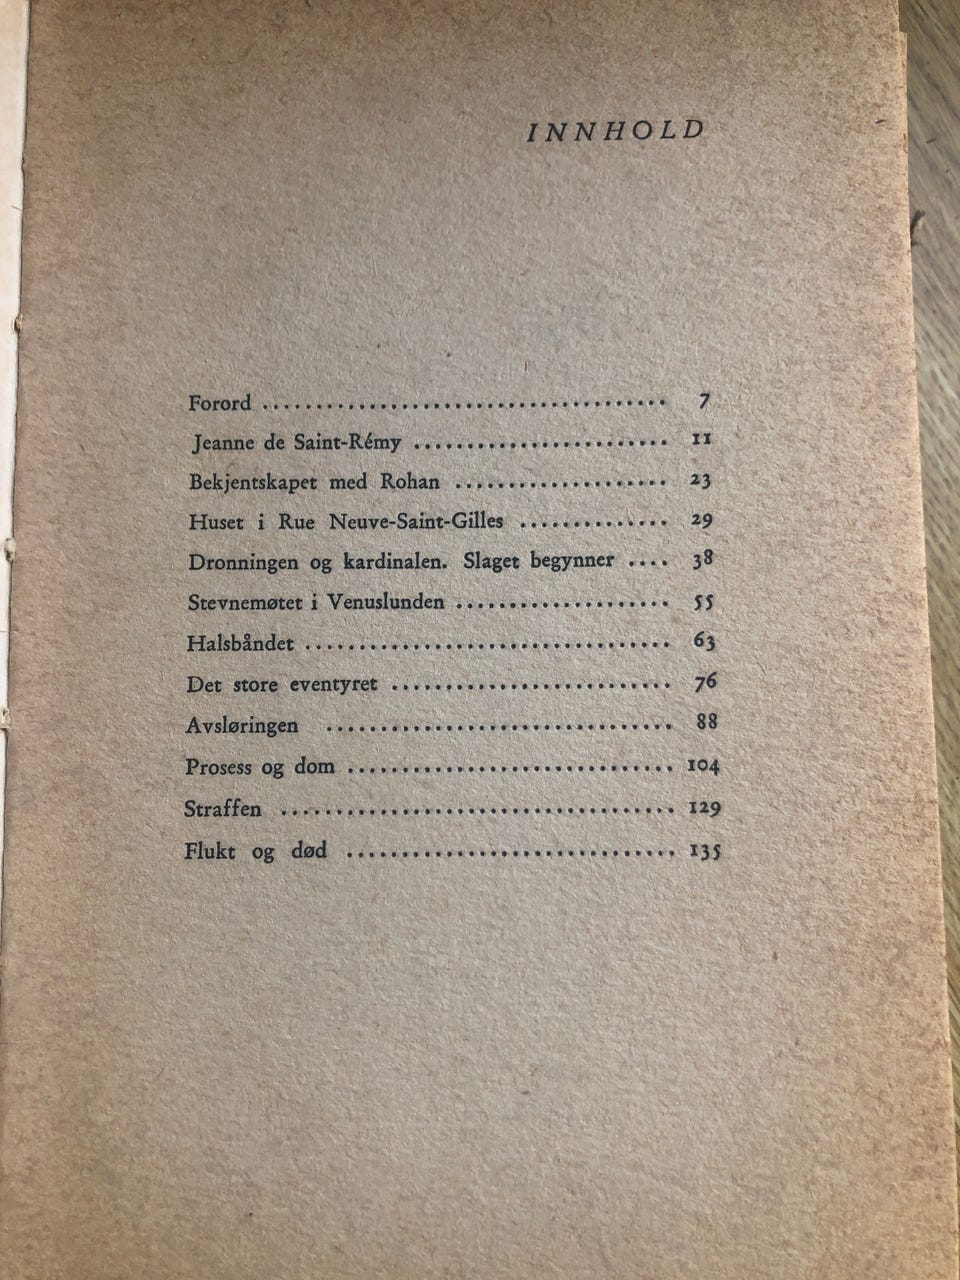 INNHOLD
Forord ...................................... 7
Jeanne de Saint-Rémy ........................ 11
Bekjentskapet med Rohan .................... 23
Huset i Rue Neuve-Saint-Gilles .............. 29
Dronningen og kardinalen. Slaget begynner .... 38
Stevnemøtet i Venuslunden .................... 55
Halsbåndet .................................. 63
Det store eventyret .......................... 76
Avsløringen ................................ 88
Prosess og dom .............................. 104
Straffen .................................... 129
Flukt og død .............................. 135